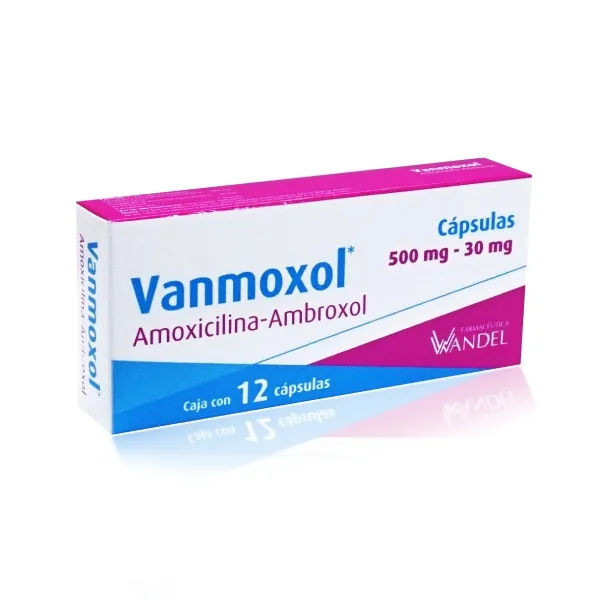 Vanmoxol
Vanmoxol*
Amoxicilina-Ambroxol
Cápsulas
500 mg - 30 mg
Vanmoxol*
Amoxicilina-Ambroxol
FARMACÉUTICA
WANDEL
Caja con 12 cápsulas